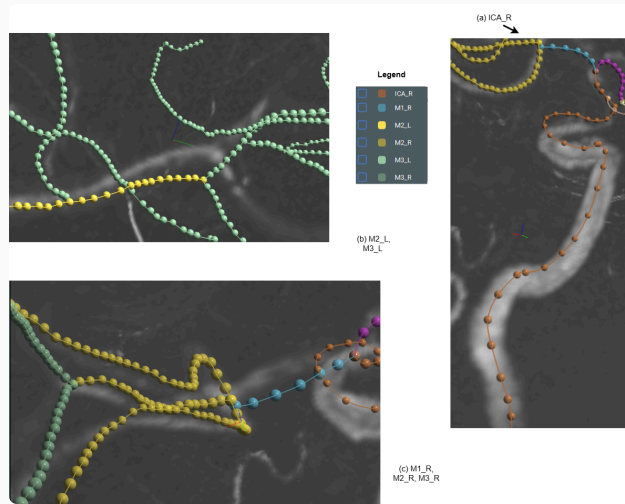 (a) ICA_R
Legend
ICA_R
M1_R
M2_L
M2_R
M3_L
M3_R
(b) M2_L,
M3_L
(c) M1_R,
M2_R, M3_R